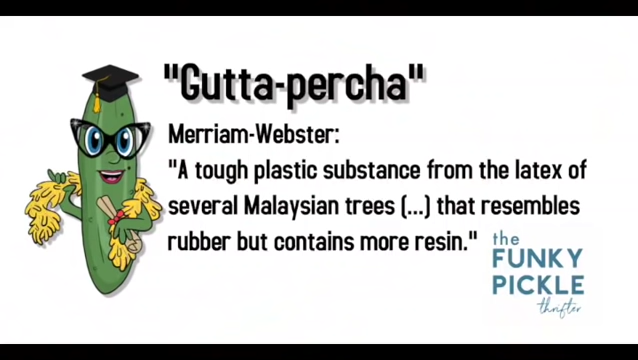 "Gutta-percha"
Merriam-Webster:
"A tough plastic substance from the latex of
several Malaysian trees (...) that resembles
rubber but contains more resin."
the
FUNKY
PICKLE
thrifter